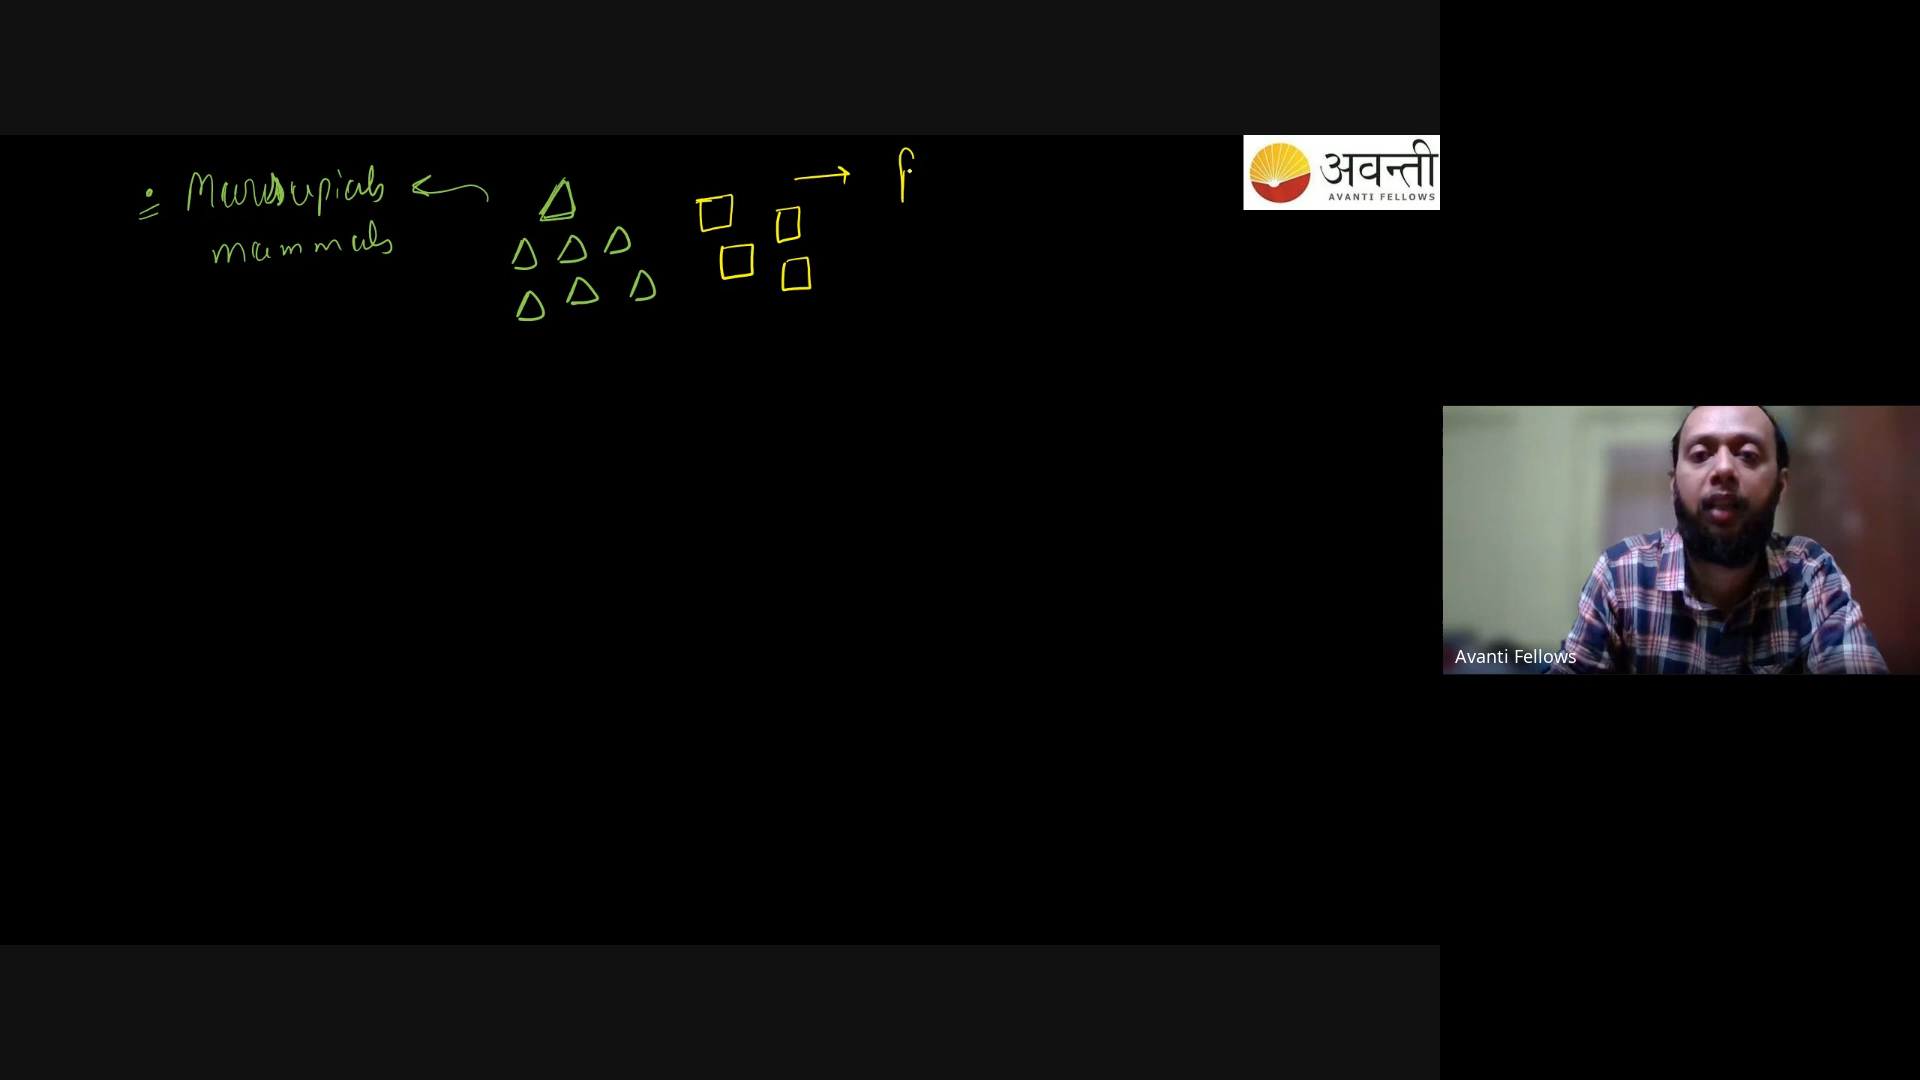 Marsupials
mammals
अवन्ती
AVANTI FELLOWS
Avanti Fellows